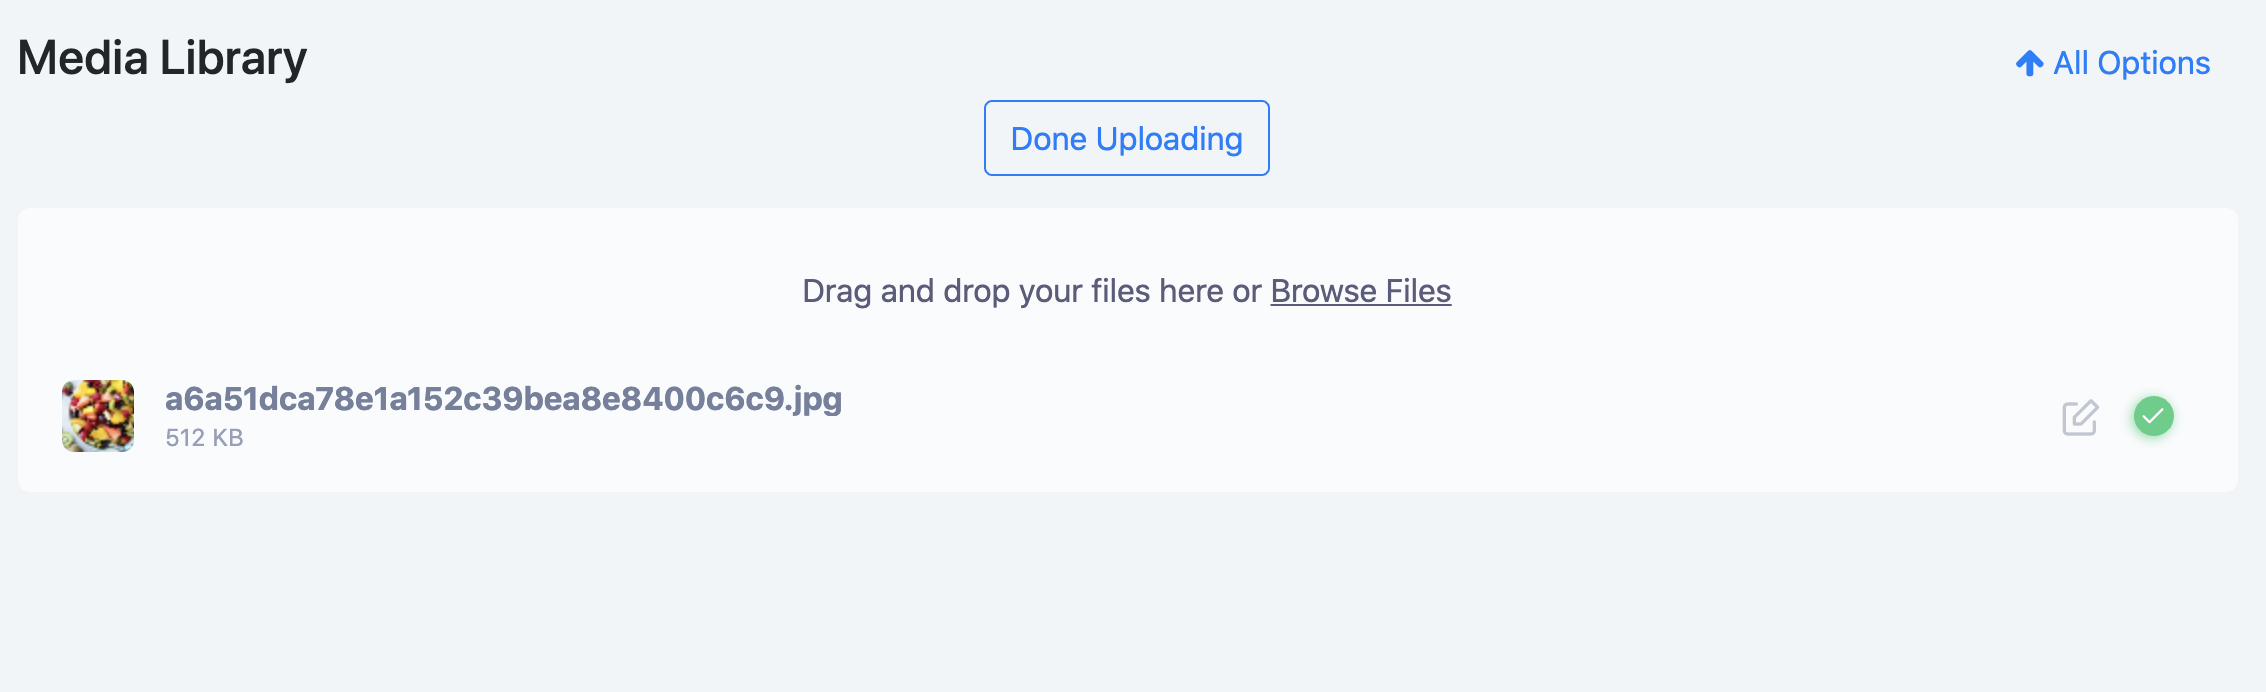 Media Library
All Options
Done Uploading
Drag and drop your files here or Browse Files
a6a51dca78e1a152c39bea8e8400c6c9.jpg
512 KB